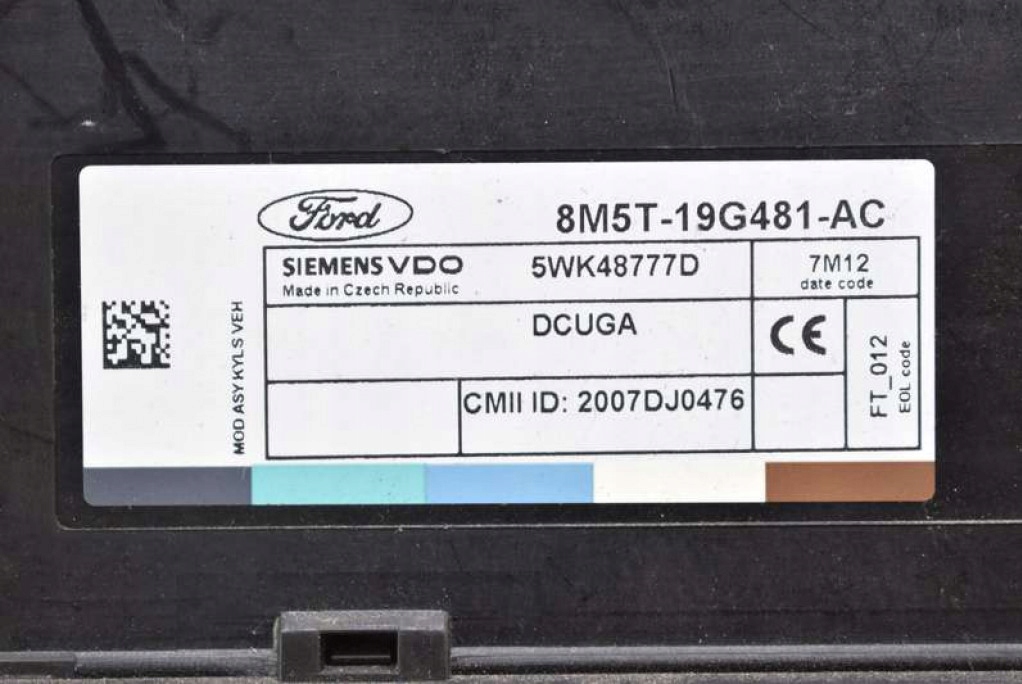 Ford
8M5T-19G481-AC
SIEMENS VDO
Made in Czech Republic
5WK48777D
7M12
date code
DCUGA
CE
FT_012
EOL code
CMII ID: 2007DJ0476
MOD ASY KYLS VEH